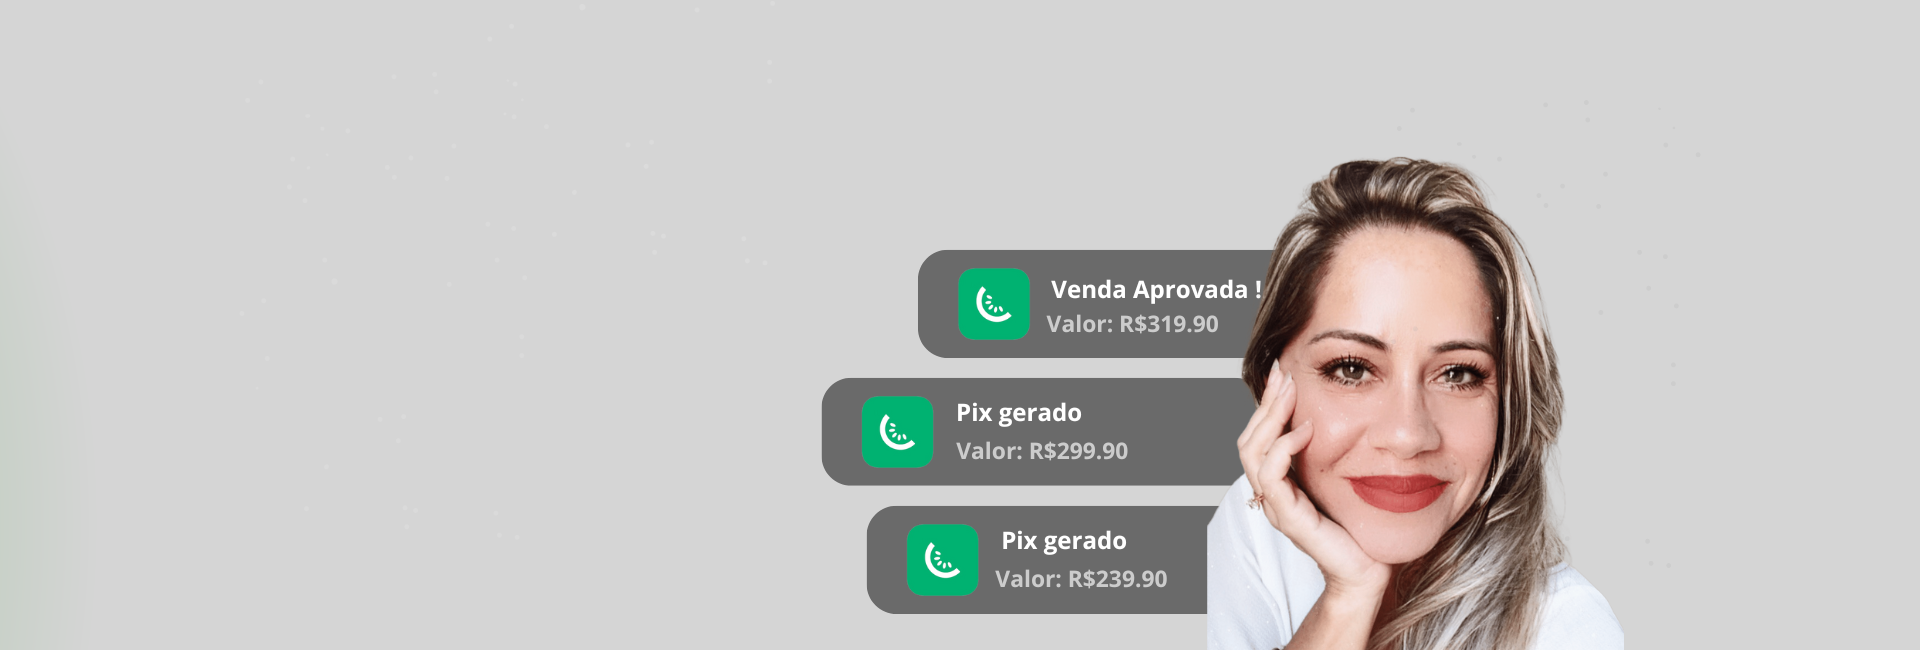 Venda Aprovada !
Valor: R$319.90
Pix gerado
Valor: R$299.90
Pix gerado
Valor: R$239.90